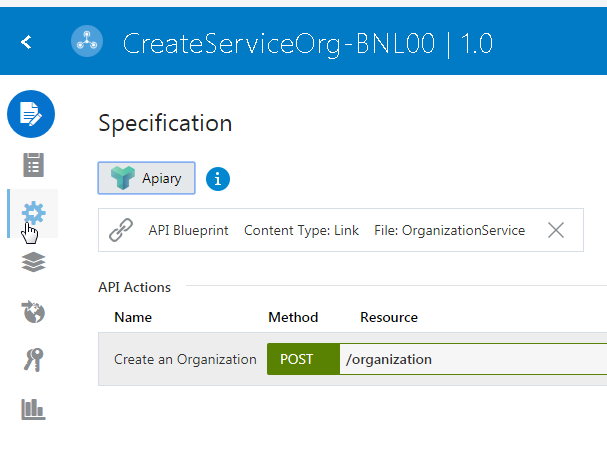 CreateServiceOrg-BNL00 | 1.0
Specification
Apiary
API Blueprint Content Type: Link File: OrganizationService
API Actions
Name Method Resource
Create an Organization POST /organization